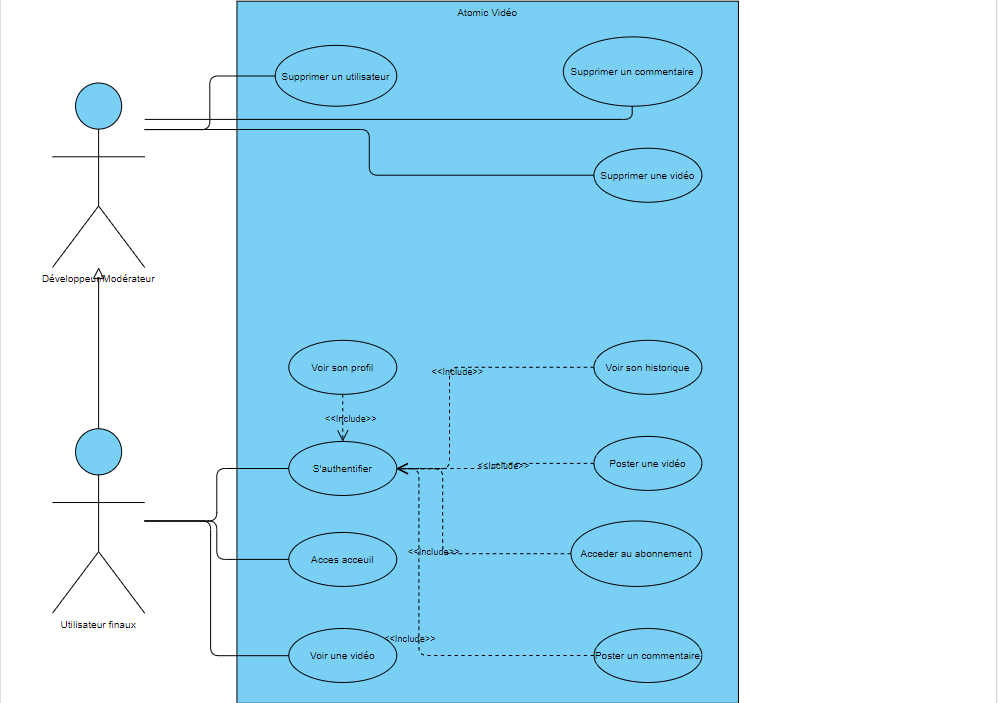 Atomic Vidéo
Supprimer un utilisateur
Supprimer un commentaire
Supprimer une vidéo
Développeur Modérateur
Voir son profil
<<Include>>
Voir son historique
<<Include>>
S'authentifier
<<Include>>
Poster une vidéo
Acces acceuil
<<Include>>
Acceder au abonnement
Utilisateur finaux
<<Include>>
Voir une vidéo
Poster un commentaire